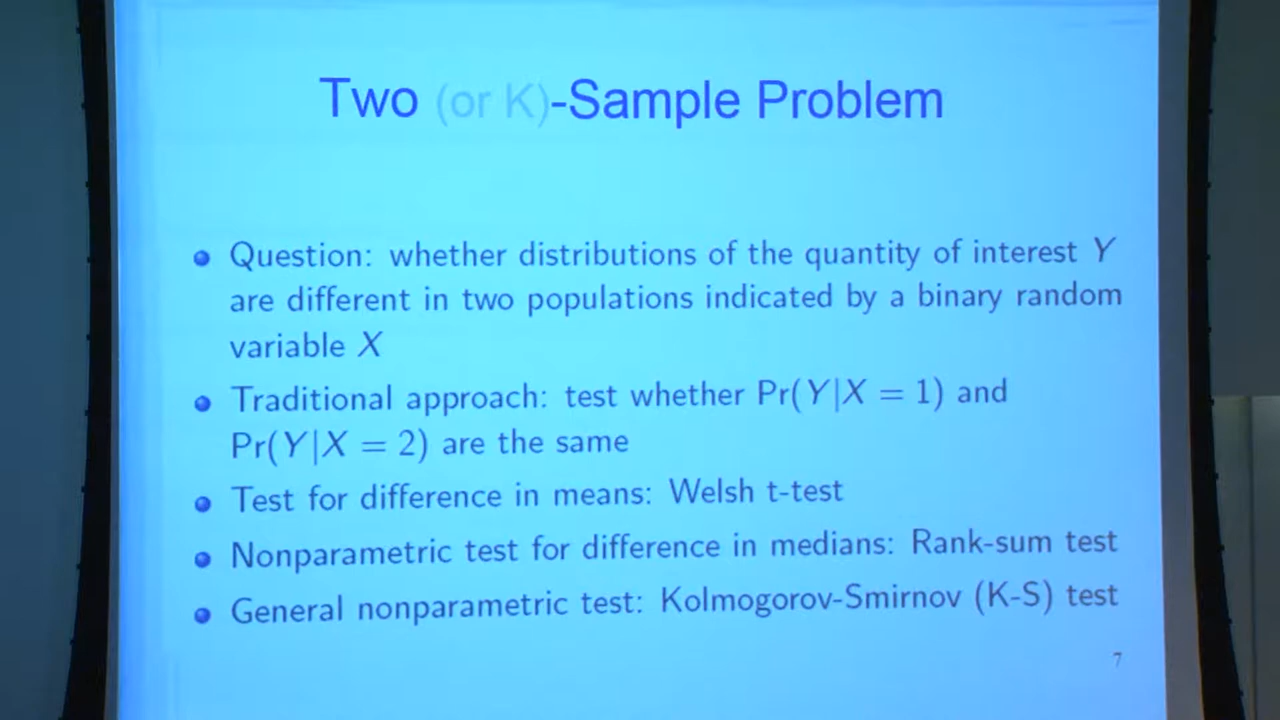 Two (or K)-Sample Problem
Question: whether distributions of the quantity of interest Y
are different in two populations indicated by a binary random
variable X
Traditional approach: test whether Pr(Y|X = 1) and
Pr(Y|X = 2) are the same
Test for difference in means: Welsh t-test
Nonparametric test for difference in medians: Rank-sum test
General nonparametric test: Kolmogorov-Smirnov (K-S) test
7